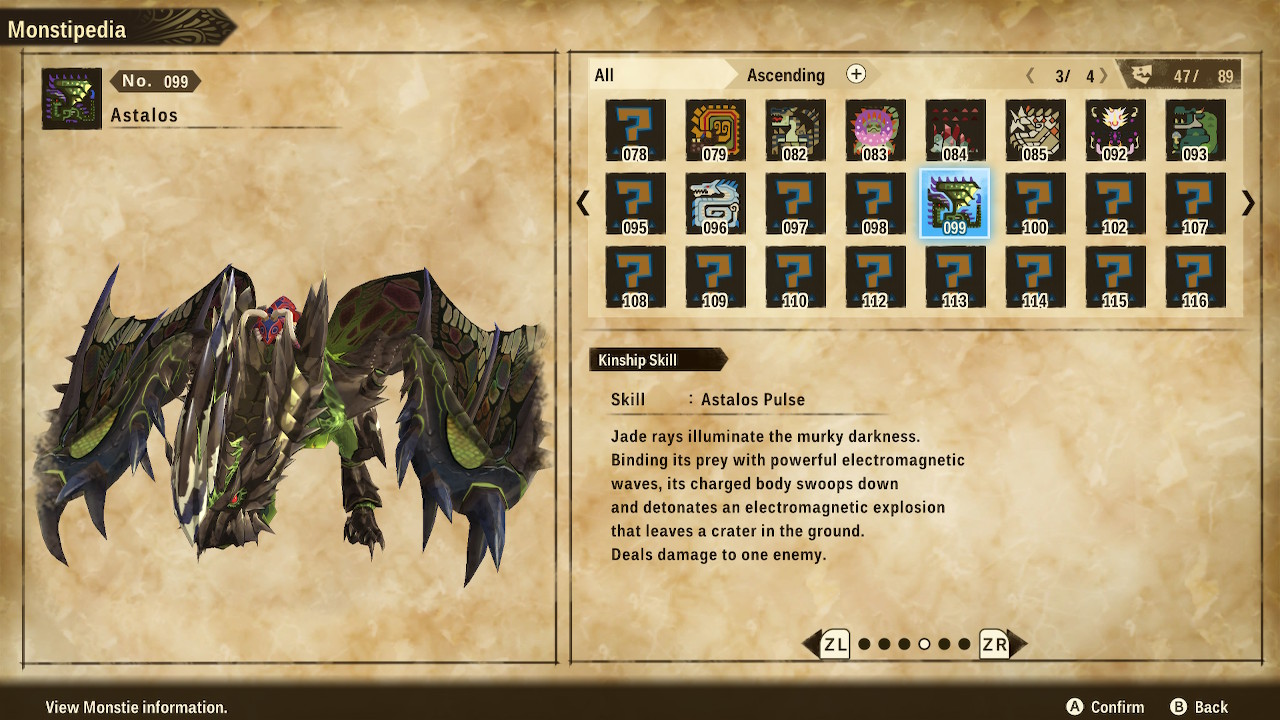 Monstipedia
No. 099
Astalos
All
Ascending
3/ 4
47/ 89
078 079 082 083 084 085 092 093
095 096 097 098 099 100 102 107
108 109 110 112 113 114 115 116
Kinship Skill
Skill : Astalos Pulse
Jade rays illuminate the murky darkness.
Binding its prey with powerful electromagnetic
waves, its charged body swoops down
and detonates an electromagnetic explosion
that leaves a crater in the ground.
Deals damage to one enemy.
ZL ZR
View Monstie information.
A Confirm B Back